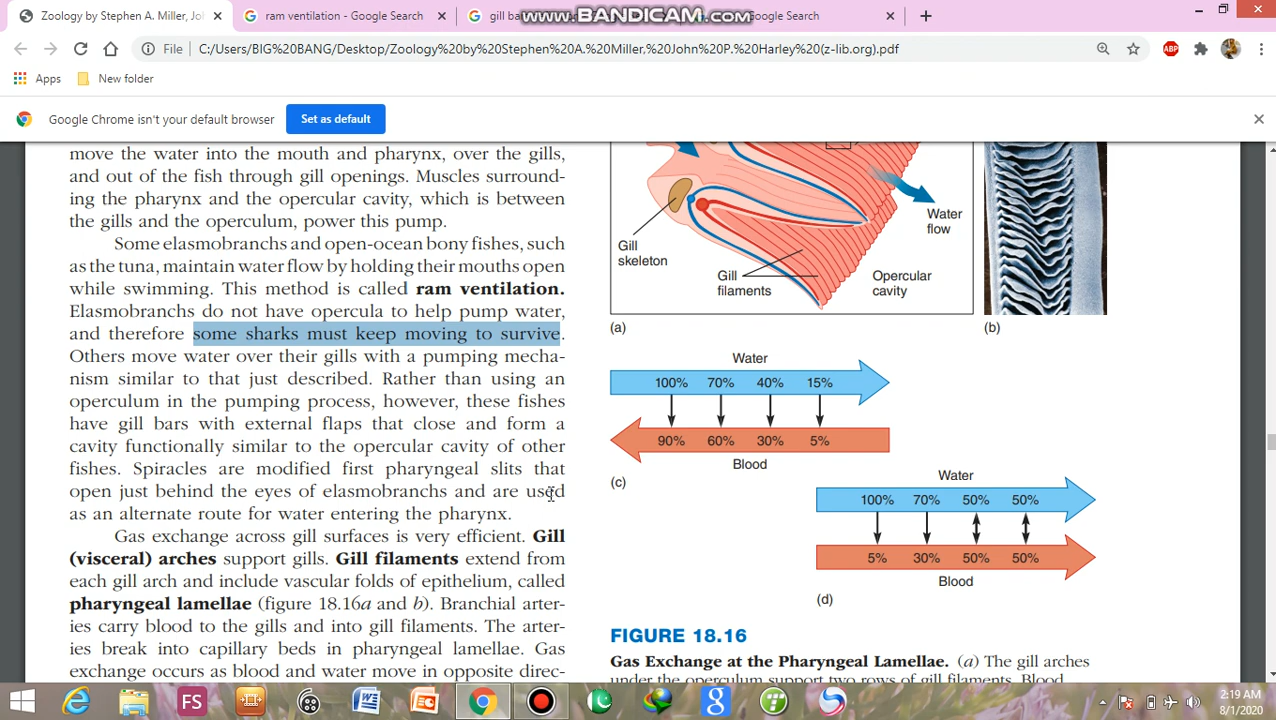 Zoology by Stephen A. Miller, Joh
ram ventilation - Google Search
gill ba
www.BANDICAM.com
Google Search
File
C:/Users/BIG%20BANG/Desktop/Zoology%20by%20Stephen%20A.%20Miller,%20John%20P.%20Harley%20(z-lib.org).pdf
ABP
Apps
New folder
Google Chrome isn't your default browser
Set as default
move the water into the mouth and pharynx, over the gills,
and out of the fish through gill openings. Muscles surround-
ing the pharynx and the opercular cavity, which is between
the gills and the operculum, power this pump.
Some elasmobranchs and open-ocean bony fishes, such
as the tuna, maintain water flow by holding their mouths open
while swimming. This method is called ram ventilation.
Elasmobranchs do not have opercula to help pump water,
and therefore some sharks must keep moving to survive.
Others move water over their gills with a pumping mecha-
nism similar to that just described. Rather than using an
operculum in the pumping process, however, these fishes
have gill bars with external flaps that close and form a
cavity functionally similar to the opercular cavity of other
fishes. Spiracles are modified first pharyngeal slits that
open just behind the eyes of elasmobranchs and are used
as an alternate route for water entering the pharynx.
Gas exchange across gill surfaces is very efficient. Gill
(visceral) arches support gills. Gill filaments extend from
each gill arch and include vascular folds of epithelium, called
pharyngeal lamellae (figure 18.16a and b). Branchial arter-
ies carry blood to the gills and into gill filaments. The arter-
ies break into capillary beds in pharyngeal lamellae. Gas
exchange occurs as blood and water move in opposite direc-
Water
flow
Gill
skeleton
Gill
filaments
Opercular
cavity
(a)
(b)
Water
100% 70% 40% 15%
90% 60% 30% 5%
Blood
(c)
Water
100% 70% 50% 50%
5% 30% 50% 50%
Blood
(d)
FIGURE 18.16
Gas Exchange at the Pharyngeal Lamellae. (a) The gill arches
under the operculum support two rows of gill filaments. Blood
FS
2:19 AM
8/1/2020